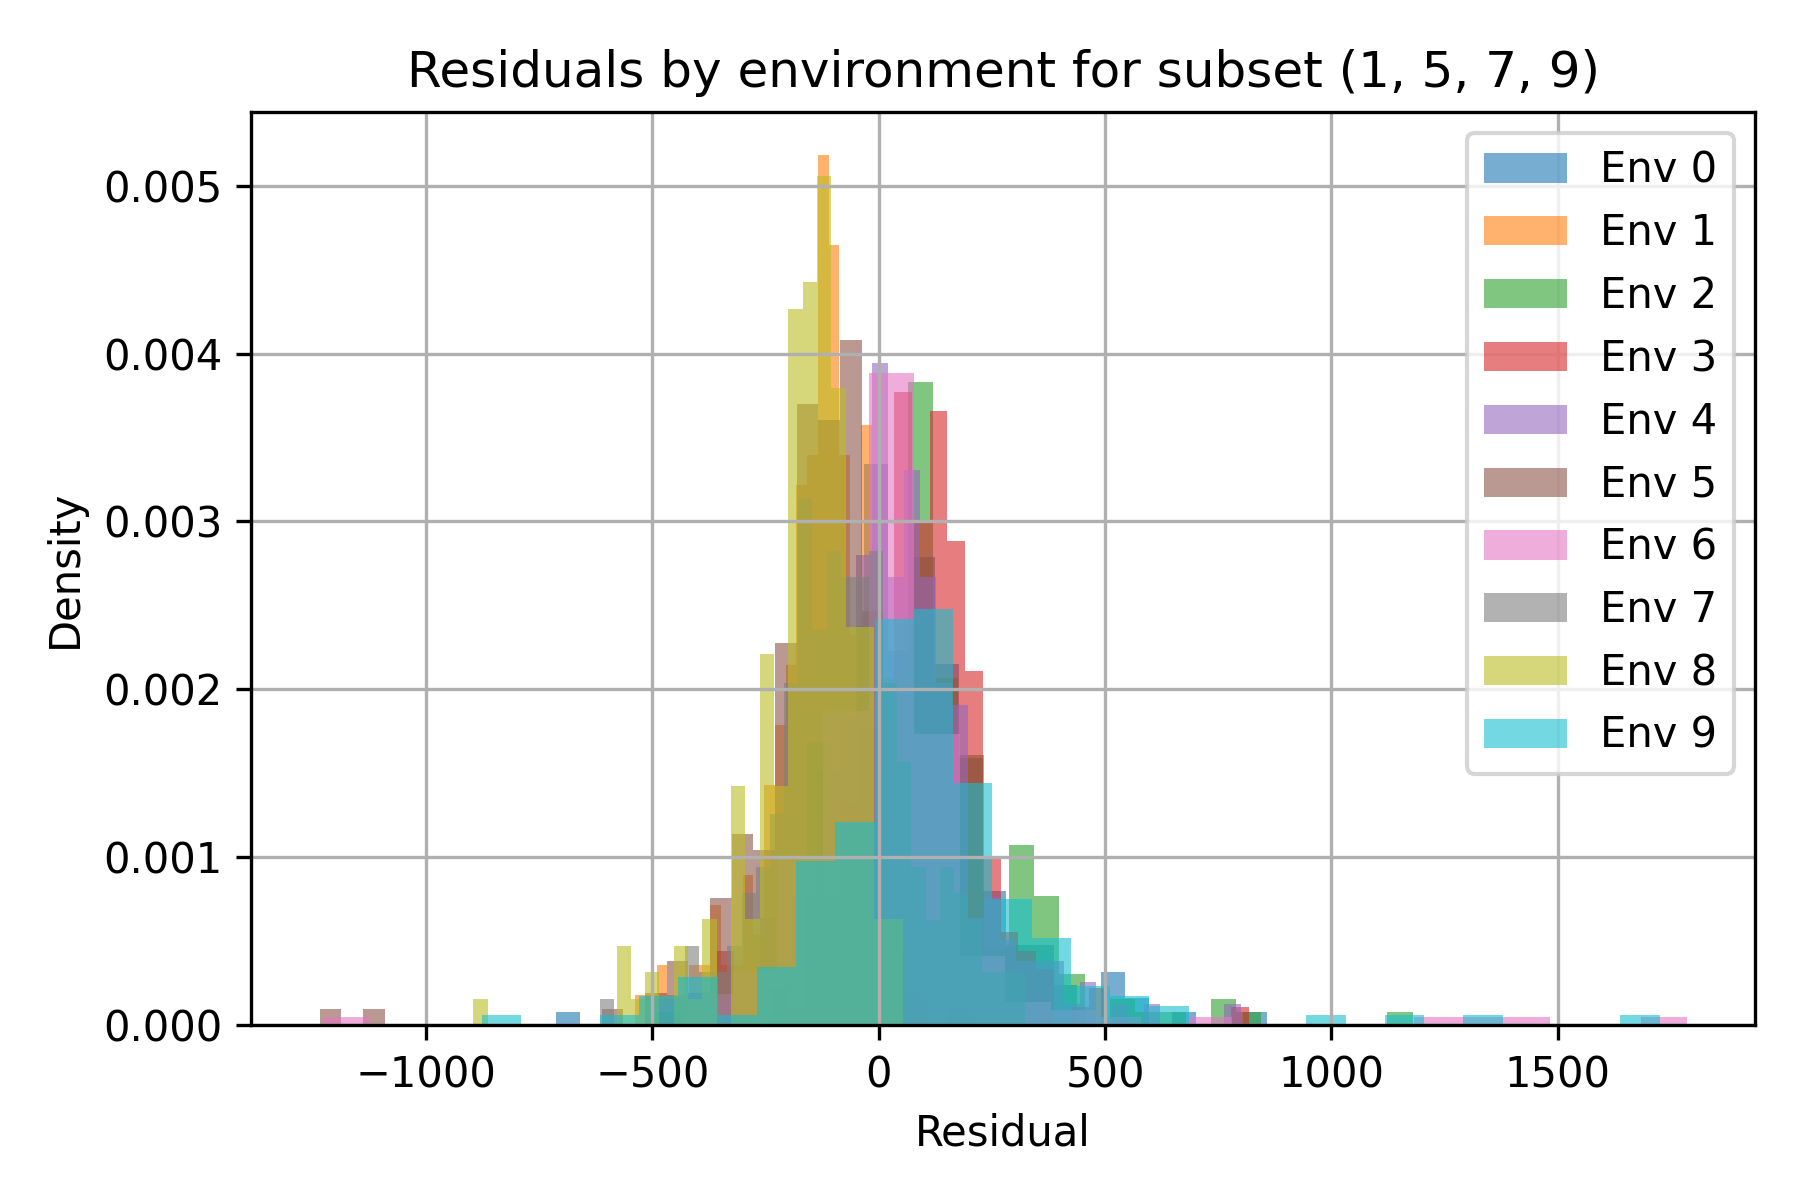 Residuals by environment for subset (1, 5, 7, 9)
Density
0.005
0.004
0.003
0.002
0.001
0.000
−1000
−500
0
500
1000
1500
Residual
Env 0
Env 1
Env 2
Env 3
Env 4
Env 5
Env 6
Env 7
Env 8
Env 9